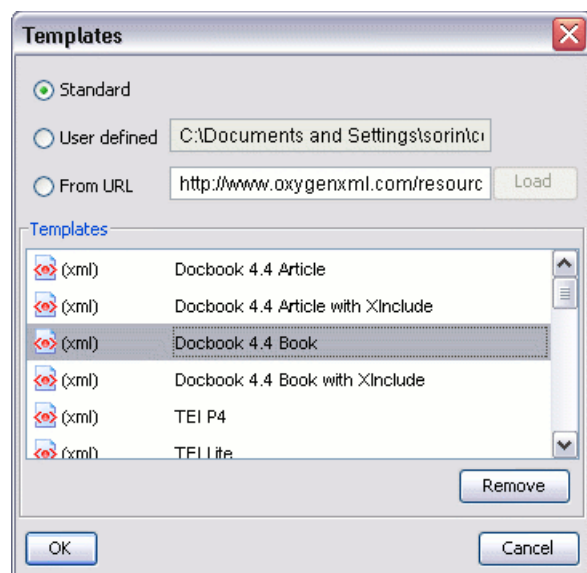 Templates
Standard
User defined C:\Documents and Settings\sorin\
From URL http://www.oxygenxml.com/resourc Load
Templates
(xml) Docbook 4.4 Article
(xml) Docbook 4.4 Article with XInclude
(xml) Docbook 4.4 Book
(xml) Docbook 4.4 Book with XInclude
(xml) TEI P4
(xml) TEI Lite
Remove
OK Cancel